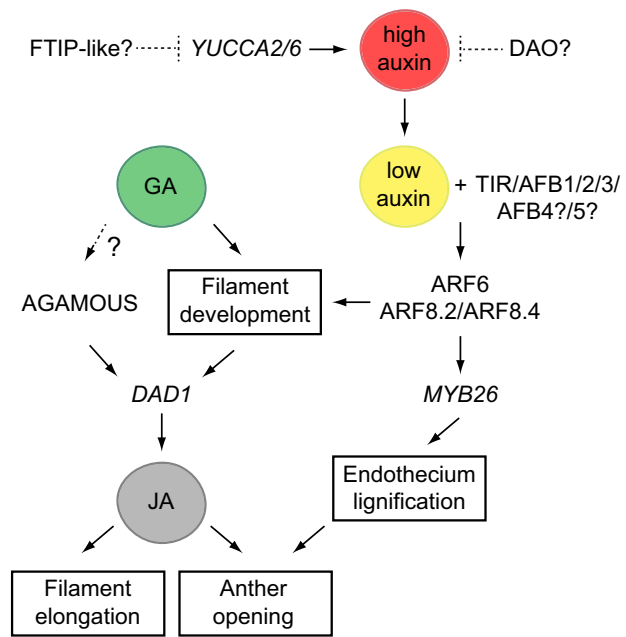 FTIP-like?
YUCCA2/6
high
auxin
DAO?
GA
low
auxin
+ TIR/AFB1/2/3/
AFB4?/5?
?
AGAMOUS
Filament
development
ARF6
ARF8.2/ARF8.4
DAD1
MYB26
JA
Endothecium
lignification
Filament
elongation
Anther
opening